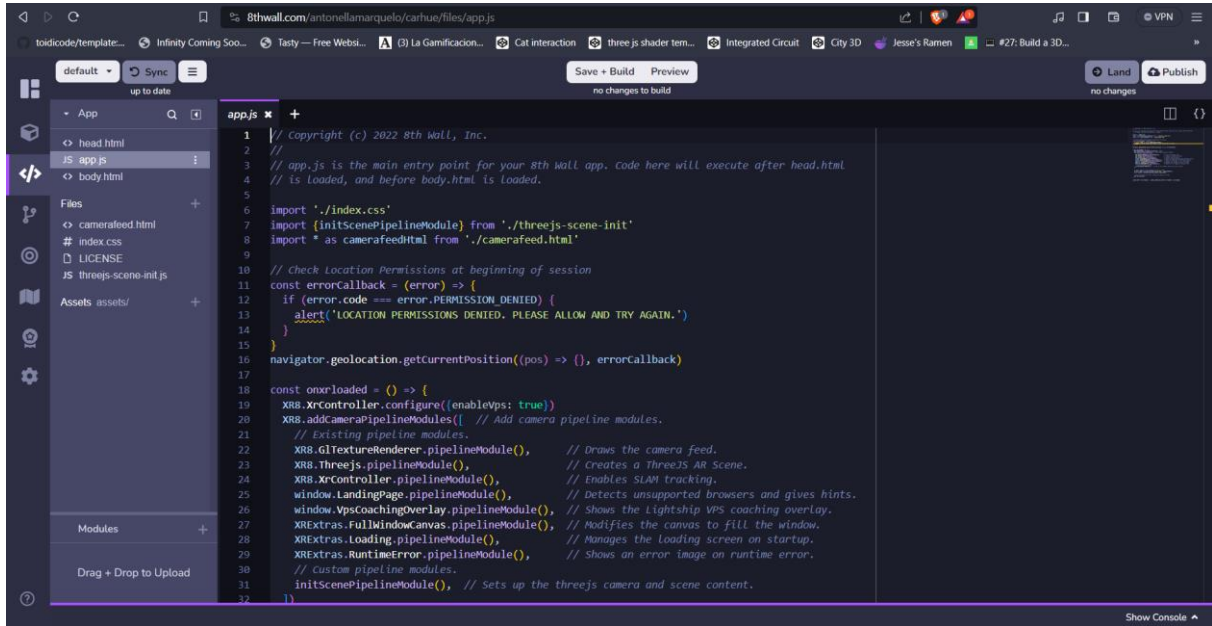 8thwall.com/antonellamarquelo/carhue/files/app.js
VPN
toidicode/template:...
Infinity Coming Soo...
Tasty — Free Websi...
(3) La Gamificacion...
Cat interaction
three js shader tem...
Integrated Circuit
City 3D
Jesse's Ramen
#27: Build a 3D...
»
default
Sync
up to date
Save + Build Preview
no changes to build
Land
no changes
Publish
App
<> head.html
JS app.js
<> body.html
Files +
<> camerafeed.html
# index.css
LICENSE
JS threejs-scene-init.js
Assets assets/ +
Modules +
Drag + Drop to Upload
app.js × +
{}
1 // Copyright (c) 2022 8th Wall, Inc.
2 //
3 // app.js is the main entry point for your 8th Wall app. Code here will execute after head.html
4 // is loaded, and before body.html is loaded.
5
6 import './index.css'
7 import {initScenePipelineModule} from './threejs-scene-init'
8 import * as camerafeedHtml from './camerafeed.html'
9
10 // Check Location Permissions at beginning of session
11 const errorCallback = (error) => {
12 if (error.code === error.PERMISSION_DENIED) {
13 alert('LOCATION PERMISSIONS DENIED. PLEASE ALLOW AND TRY AGAIN.')
14 }
15 }
16 navigator.geolocation.getCurrentPosition((pos) => {}, errorCallback)
17
18 const onxrloaded = () => {
19 XR8.XrController.configure({enableVps: true})
20 XR8.addCameraPipelineModules([ // Add camera pipeline modules.
21 // Existing pipeline modules.
22 XR8.GlTextureRenderer.pipelineModule(), // Draws the camera feed.
23 XR8.Threejs.pipelineModule(), // Creates a ThreeJS AR Scene.
24 XR8.XrController.pipelineModule(), // Enables SLAM tracking.
25 window.LandingPage.pipelineModule(), // Detects unsupported browsers and gives hints.
26 window.VpsCoachingOverlay.pipelineModule(), // Shows the Lightship VPS coaching overlay.
27 XRExtras.FullWindowCanvas.pipelineModule(), // Modifies the canvas to fill the window.
28 XRExtras.Loading.pipelineModule(), // Manages the loading screen on startup.
29 XRExtras.RuntimeError.pipelineModule(), // Shows an error image on runtime error.
30 // Custom pipeline modules.
31 initScenePipelineModule(), // Sets up the threejs camera and scene content.
32 ])
Show Console